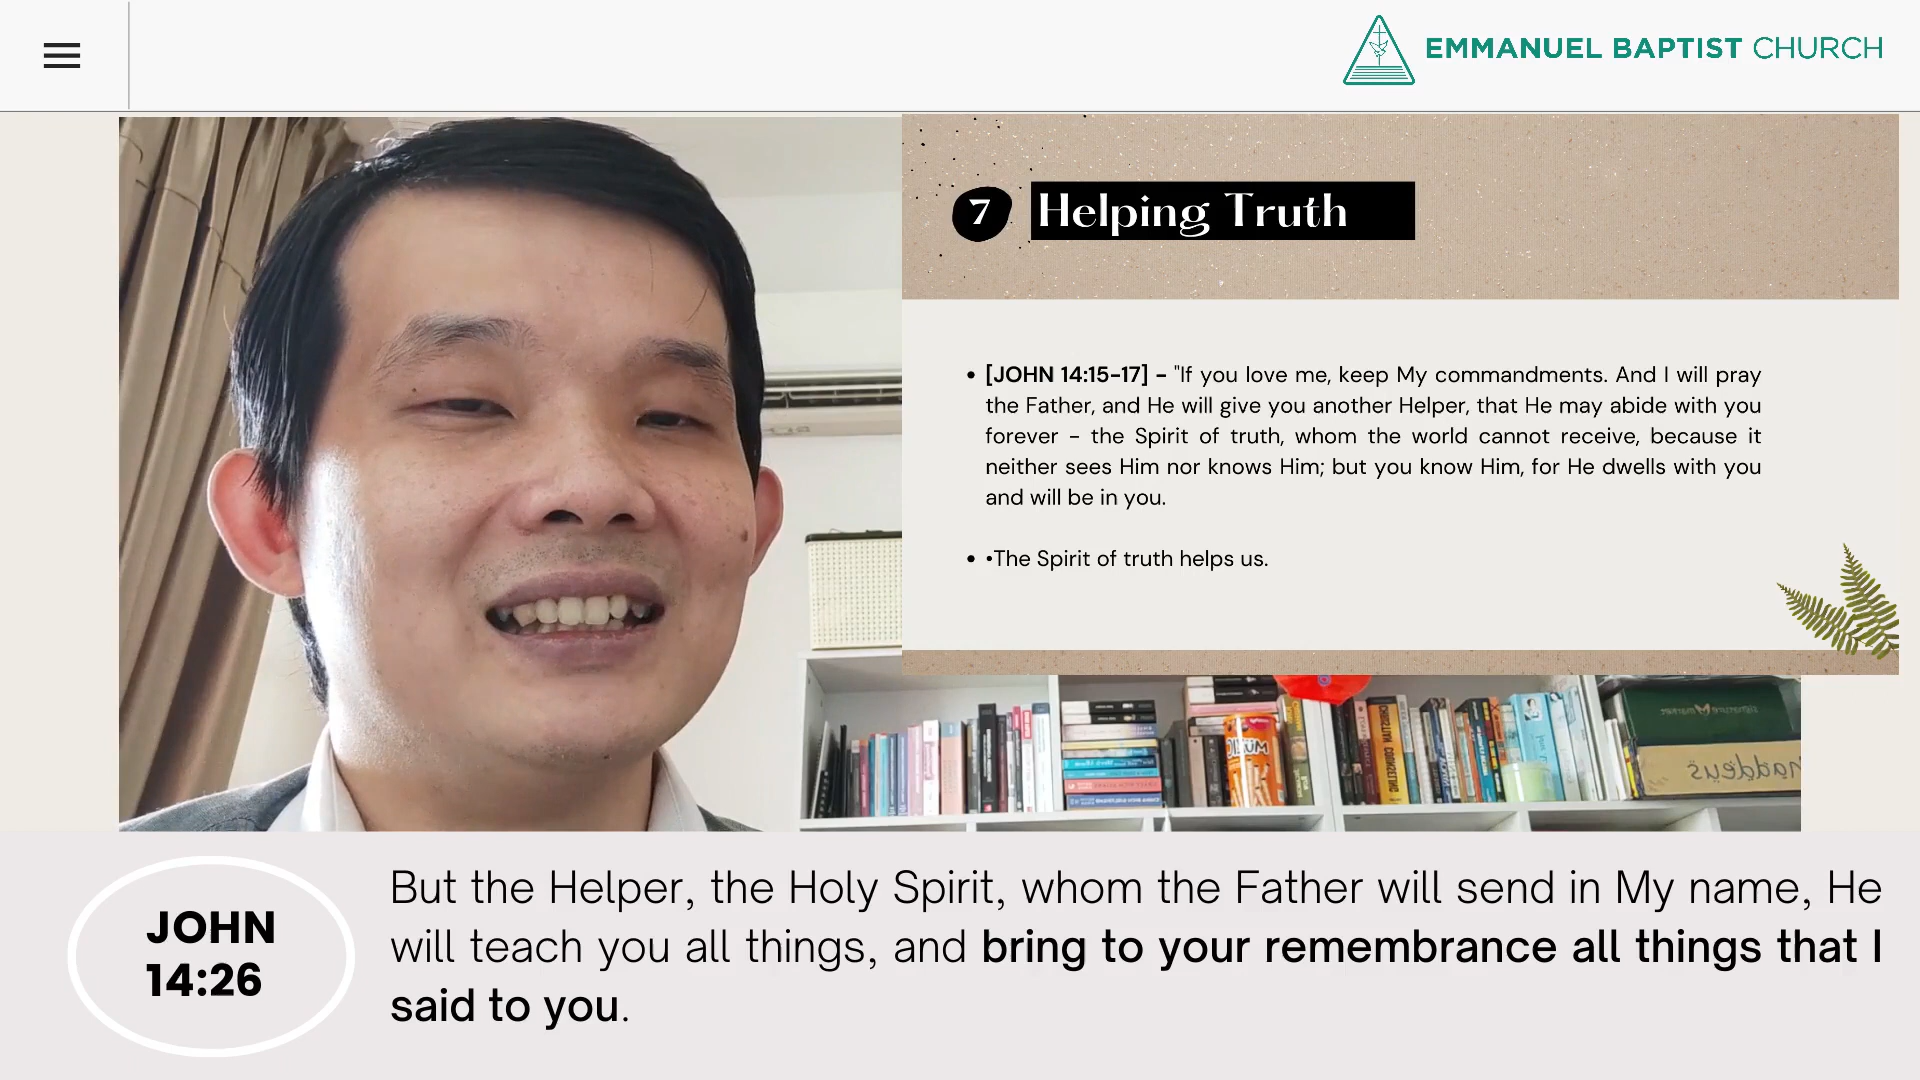 EMMANUEL BAPTIST CHURCH
7 Helping Truth
• [JOHN 14:15-17] - "If you love me, keep My commandments. And I will pray
the Father, and He will give you another Helper, that He may abide with you
forever - the Spirit of truth, whom the world cannot receive, because it
neither sees Him nor knows Him; but you know Him, for He dwells with you
and will be in you.
• •The Spirit of truth helps us.
CHRISTIAN COUNSELING
But the Helper, the Holy Spirit, whom the Father will send in My name, He
will teach you all things, and bring to your remembrance all things that I
said to you.
JOHN
14:26